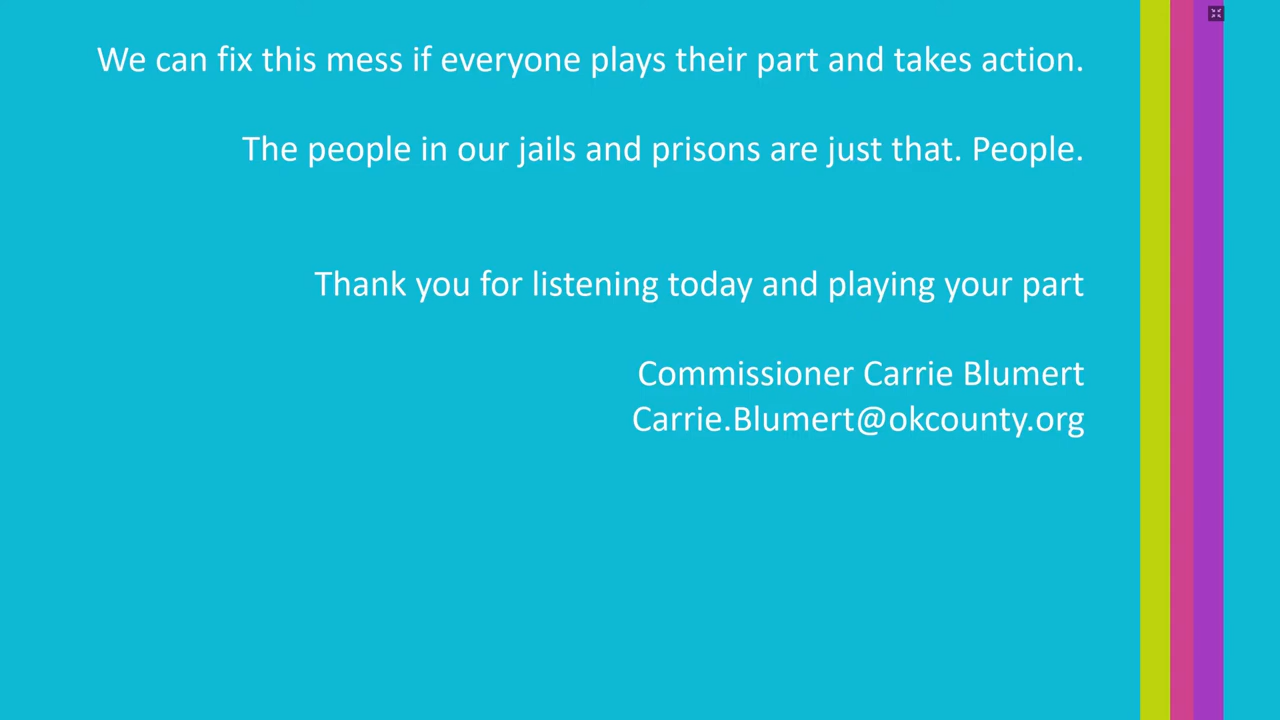 We can fix this mess if everyone plays their part and takes action.
The people in our jails and prisons are just that. People.
Thank you for listening today and playing your part
Commissioner Carrie Blumert
Carrie.Blumert@okcounty.org